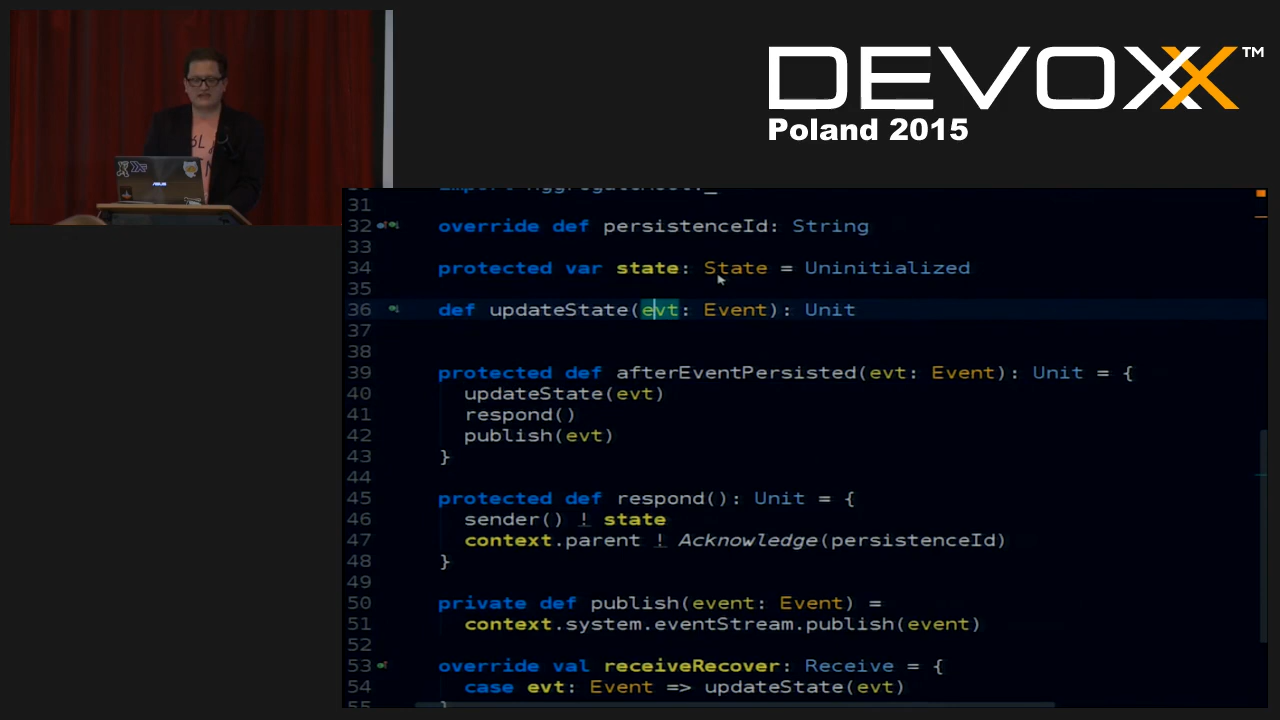 DEVOXX™
Poland 2015
import AggregateRoot._
31
32 override def persistenceId: String
33
34 protected var state: State = Uninitialized
35
36 def updateState(evt: Event): Unit
37
38
39 protected def afterEventPersisted(evt: Event): Unit = {
40 updateState(evt)
41 respond()
42 publish(evt)
43 }
44
45 protected def respond(): Unit = {
46 sender() ! state
47 context.parent ! Acknowledge(persistenceId)
48 }
49
50 private def publish(event: Event) =
51 context.system.eventStream.publish(event)
52
53 override val receiveRecover: Receive = {
54 case evt: Event => updateState(evt)
55 }